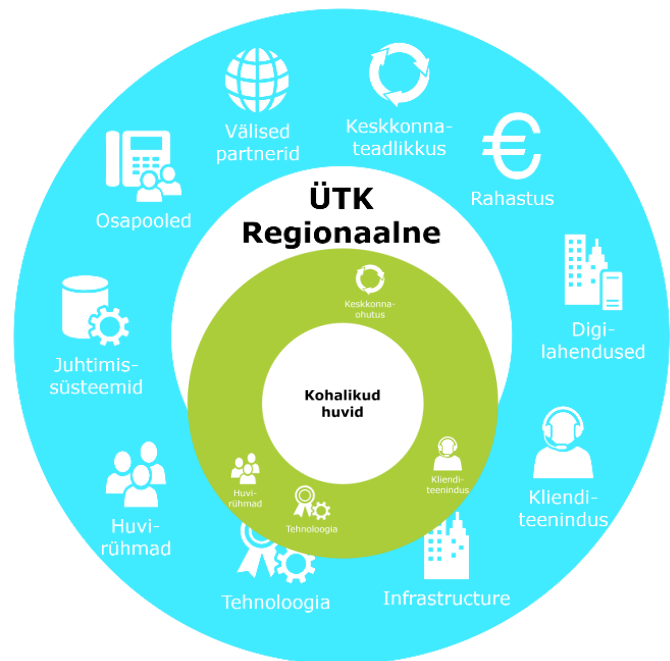 Välised
partnerid
Keskkonna-
teadlikkus
Rahastus
Osapooled
ÜTK
Regionaalne
Keskkonna-
ohutus
Digi-
lahendused
Juhtimis-
süsteemid
Kohalikud
huvid
Huvi-
rühmad
Kliendi-
teenindus
Tehnoloogia
Kliendi-
teenindus
Huvi-
rühmad
Tehnoloogia
Infrastructure